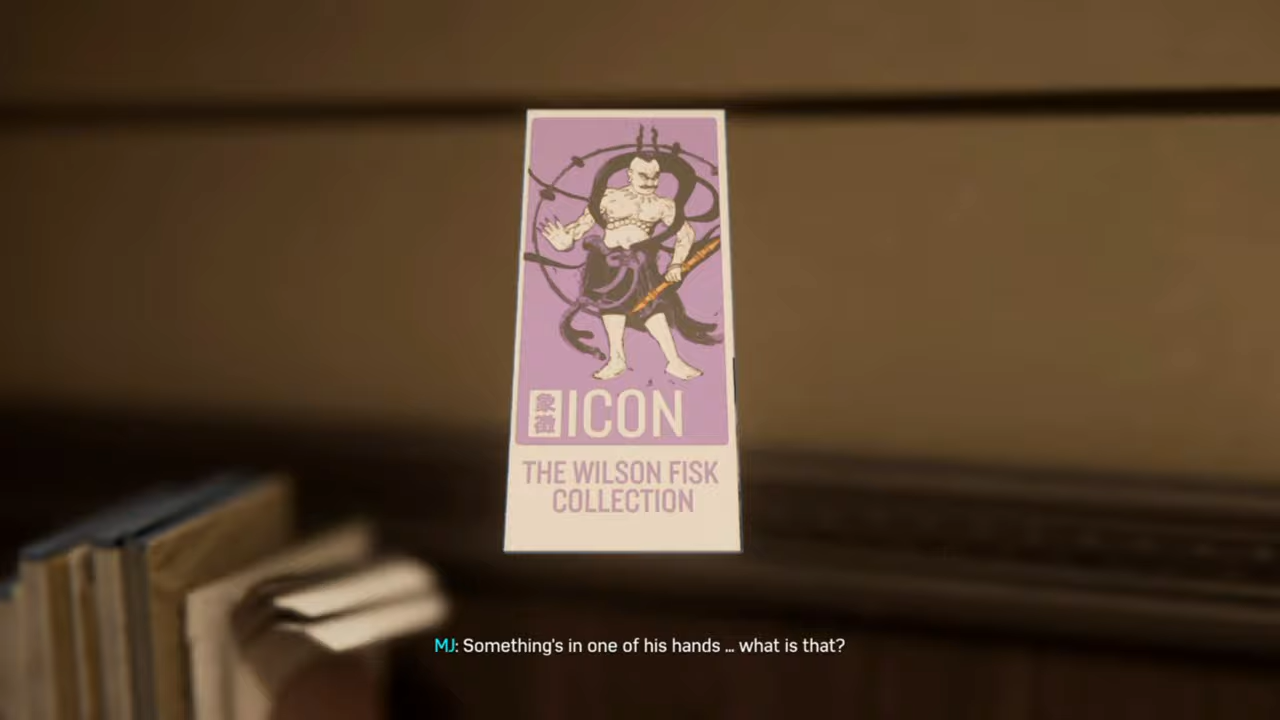 象徴
ICON
THE WILSON FISK
COLLECTION
MJ: Something's in one of his hands ... what is that?